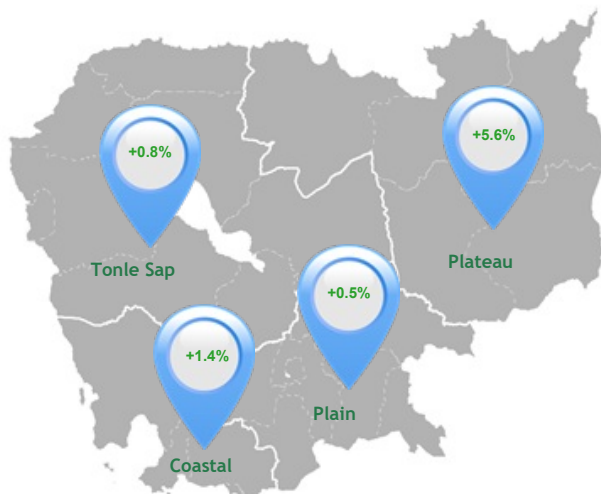 +5.6%
+0.8%
Plateau
Tonle Sap
+0.5%
+1.4%
Plain
Coastal